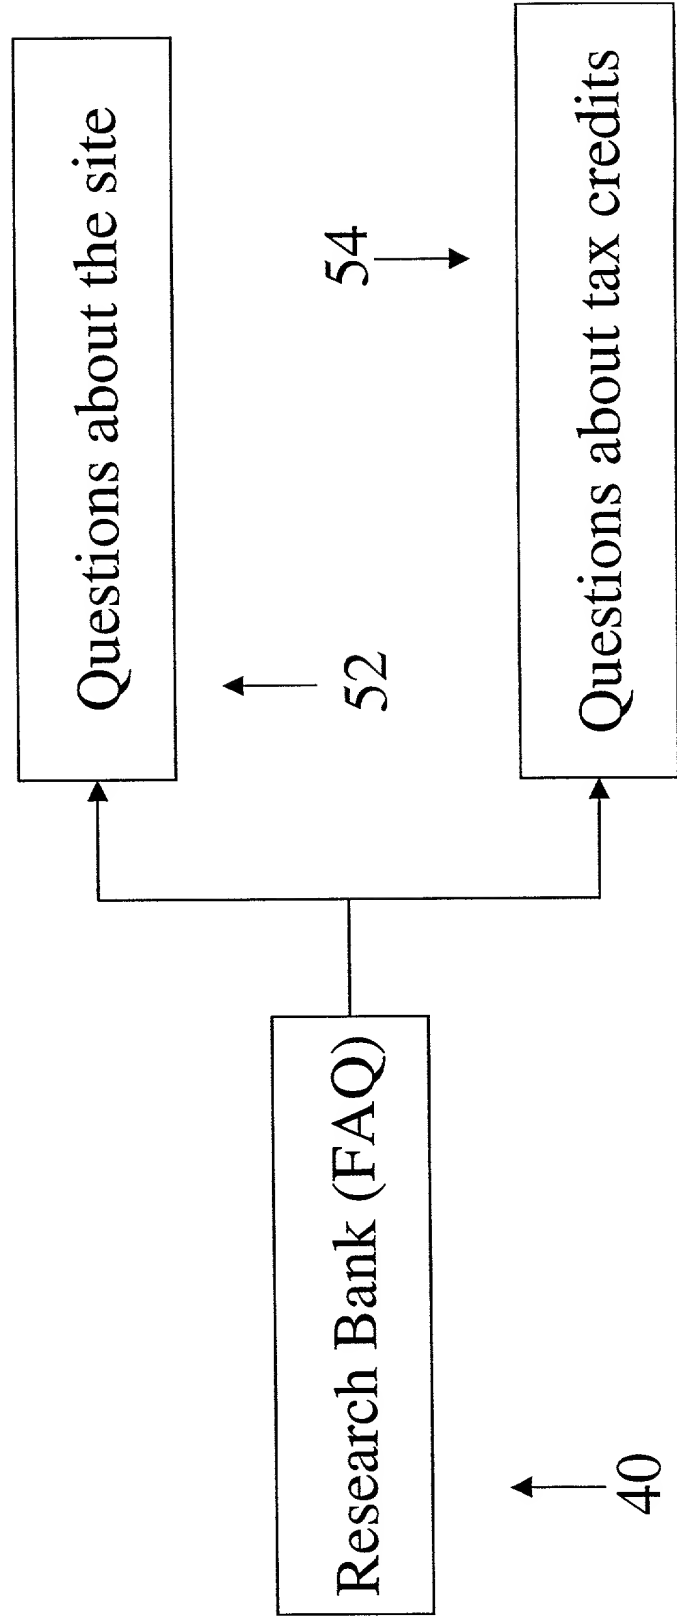 Research Bank (FAQ)
40
Questions about the site
52
54
Questions about tax credits